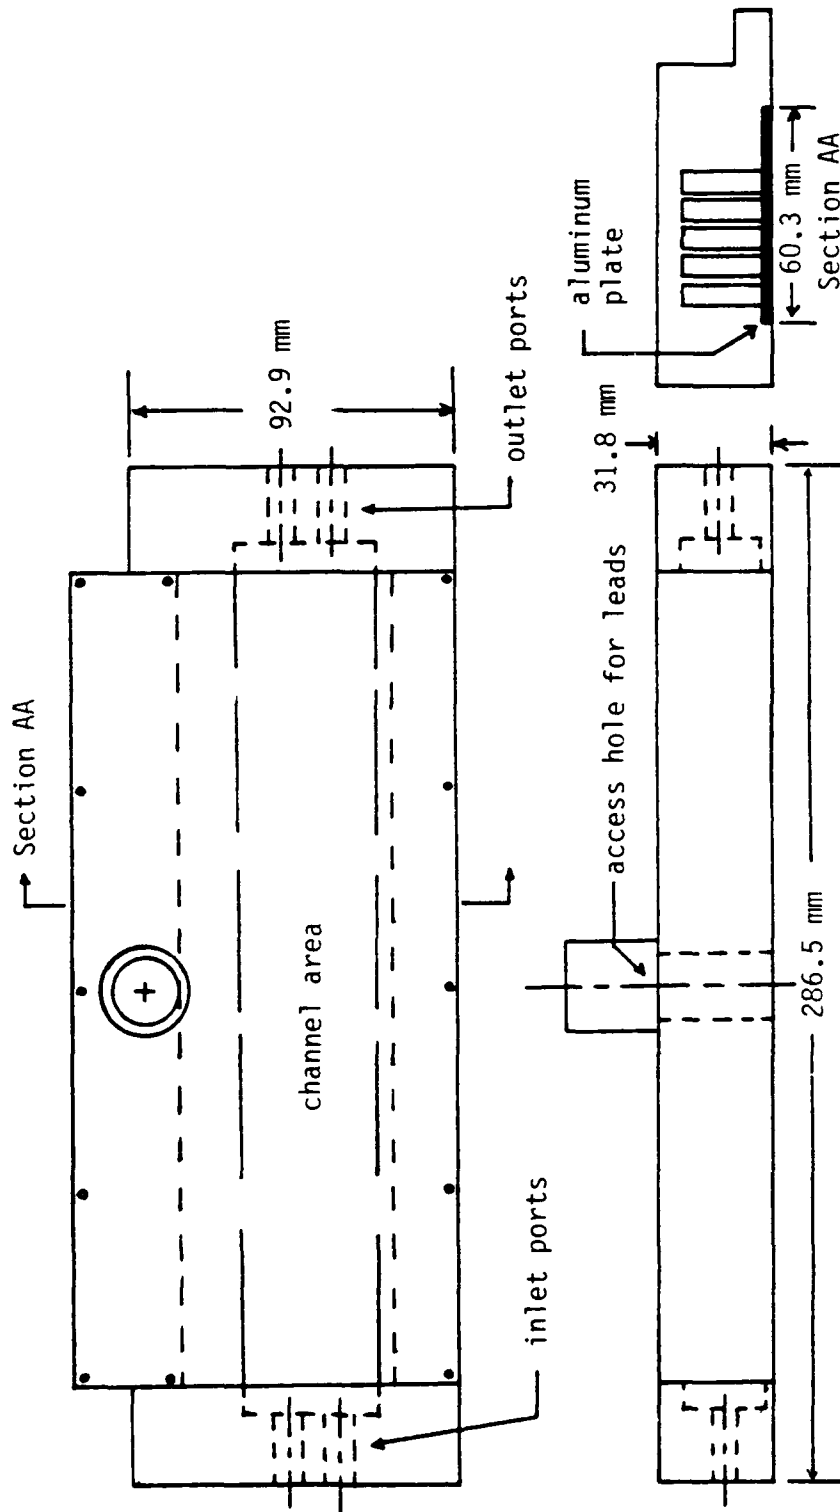 Section AA
92.9 mm
channel area
inlet ports
outlet ports
aluminum
plate
60.3 mm
Section AA
31.8 mm
access hole for leads
286.5 mm